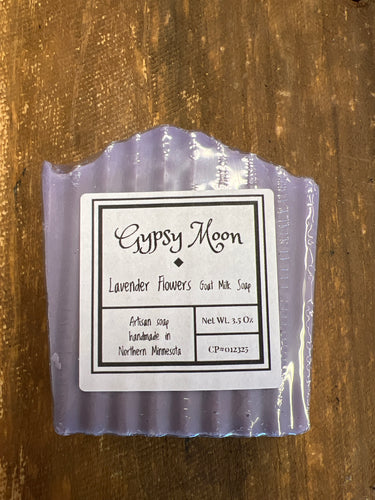 Gypsy Moon
Lavender Flowers Goat Milk Soap
Artisan soap
handmade in
Northern Minnesota
Net Wt. 3.5 Oz
CP#012325